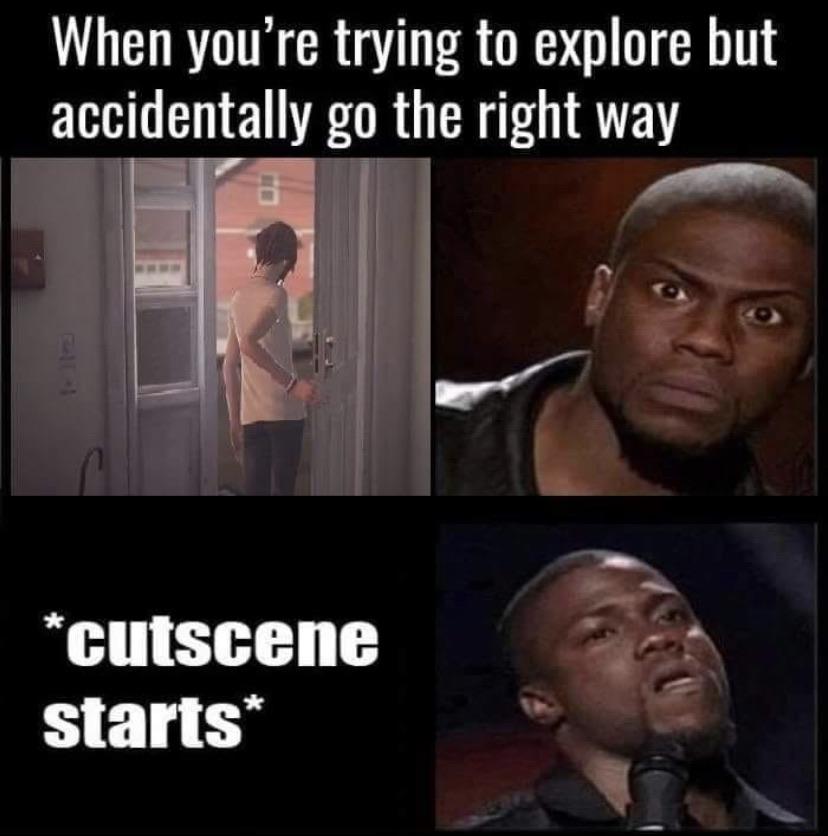 When you’re trying to explore but
accidentally go the right way
*cutscene
starts*